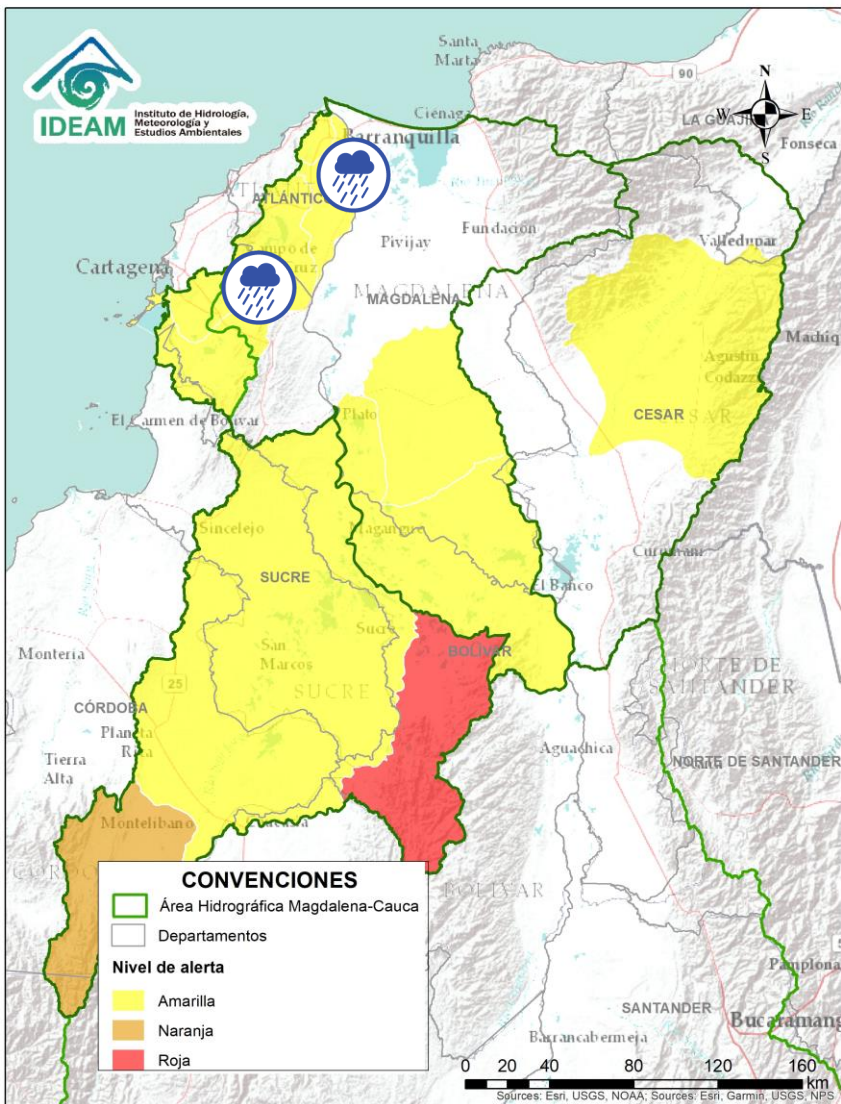 IDEAM
Instituto de Hidrología,
Meteorología y
Estudios Ambientales
Santa
Marta
90
N
W
E
S
Ciénaga
LA GUAJIRA
Barranquilla
Fonseca
ATLÁNTICO
Fundación
Pivijay
Valledupar
Cartagena
MAGDALENA
MAGDALENA
Agustín
Codazzi
Plato
El Carmen de Bolívar
CESAR
Sincelejo
Magangué
Curumaní
SUCRE
El Banco
Sucre
San
Marcos
BOLÍVAR
Montería
SUCRE
25
NORTE DE
SANTANDER
CÓRDOBA
Planeta
Rica
Aguachica
Tierra
Alta
NORTE DE SANTANDER
Montelíbano
BOLÍVAR
CONVENCIONES
Área Hidrográfica Magdalena-Cauca
Departamentos
Nivel de alerta
Amarilla
Naranja
Roja
Pamplona
SANTANDER
Bucaramang
Barrancabermeja
0 20 40 80 120 160
km
Sources: Esri, USGS, NOAA; Sources: Esri, Garmin, USGS, NPS